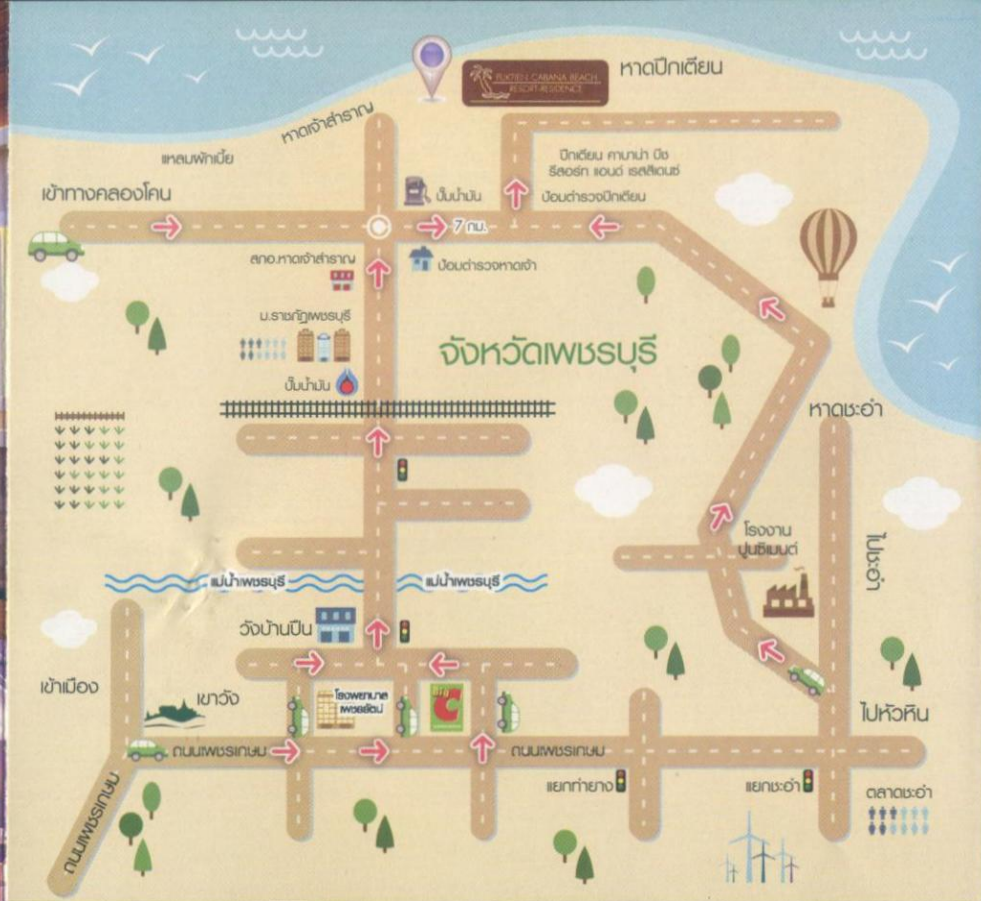 PUKTIEN CABANA BEACH
RESORT-RESIDENCE
หาดปึกเตียน
หาดเจ้าสำราญ
แหลมผักเบี้ย
ปึกเตียน คาบาน่า บีช
รีสอร์ท แอนด์ เรสสิเดนซ์
เข้าทางคลองโคน
ปั๊มน้ำมัน
ป้อมตำรวจปึกเตียน
7 กม.
สภอ.หาดเจ้าสำราญ
ป้อมตำรวจหาดเจ้า
ม.ราชภัฏเพชรบุรี
จังหวัดเพชรบุรี
ปั๊มน้ำมัน
หาดชะอำ
โรงงาน
ปูนซิเมนต์
ไปชะอำ
แม่น้ำเพชรบุรี
แม่น้ำเพชรบุรี
วังบ้านปืน
เข้าเมือง
เขาวัง
โรงพยาบาล
เพชรรัชต์
Big
C
ไปหัวหิน
ถนนเพชรเกษม
ถนนเพชรเกษม
แยกท่ายาง
แยกชะอำ
ตลาดชะอำ
ถนนเพชรเกษม